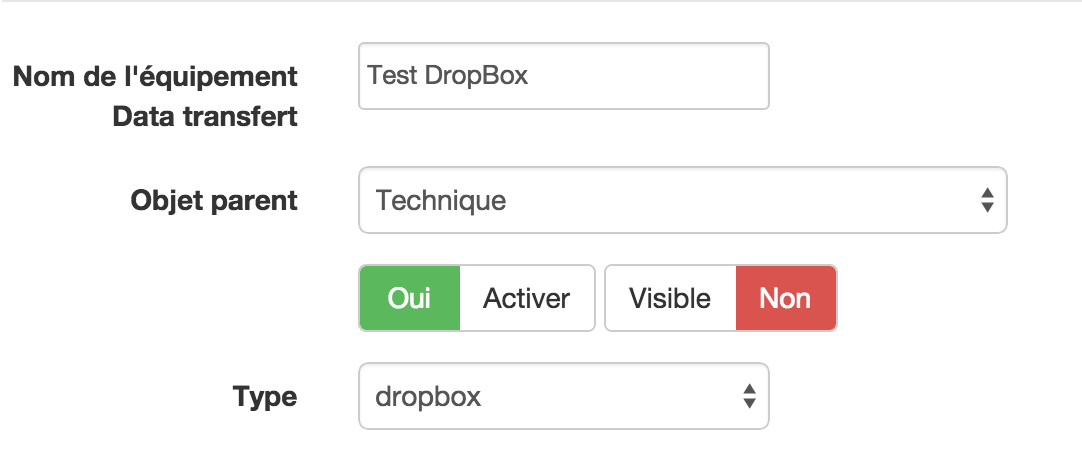 Nom de l'équipement
Data transfert
Test DropBox
Objet parent
Technique
Oui Activer Visible Non
Type
dropbox